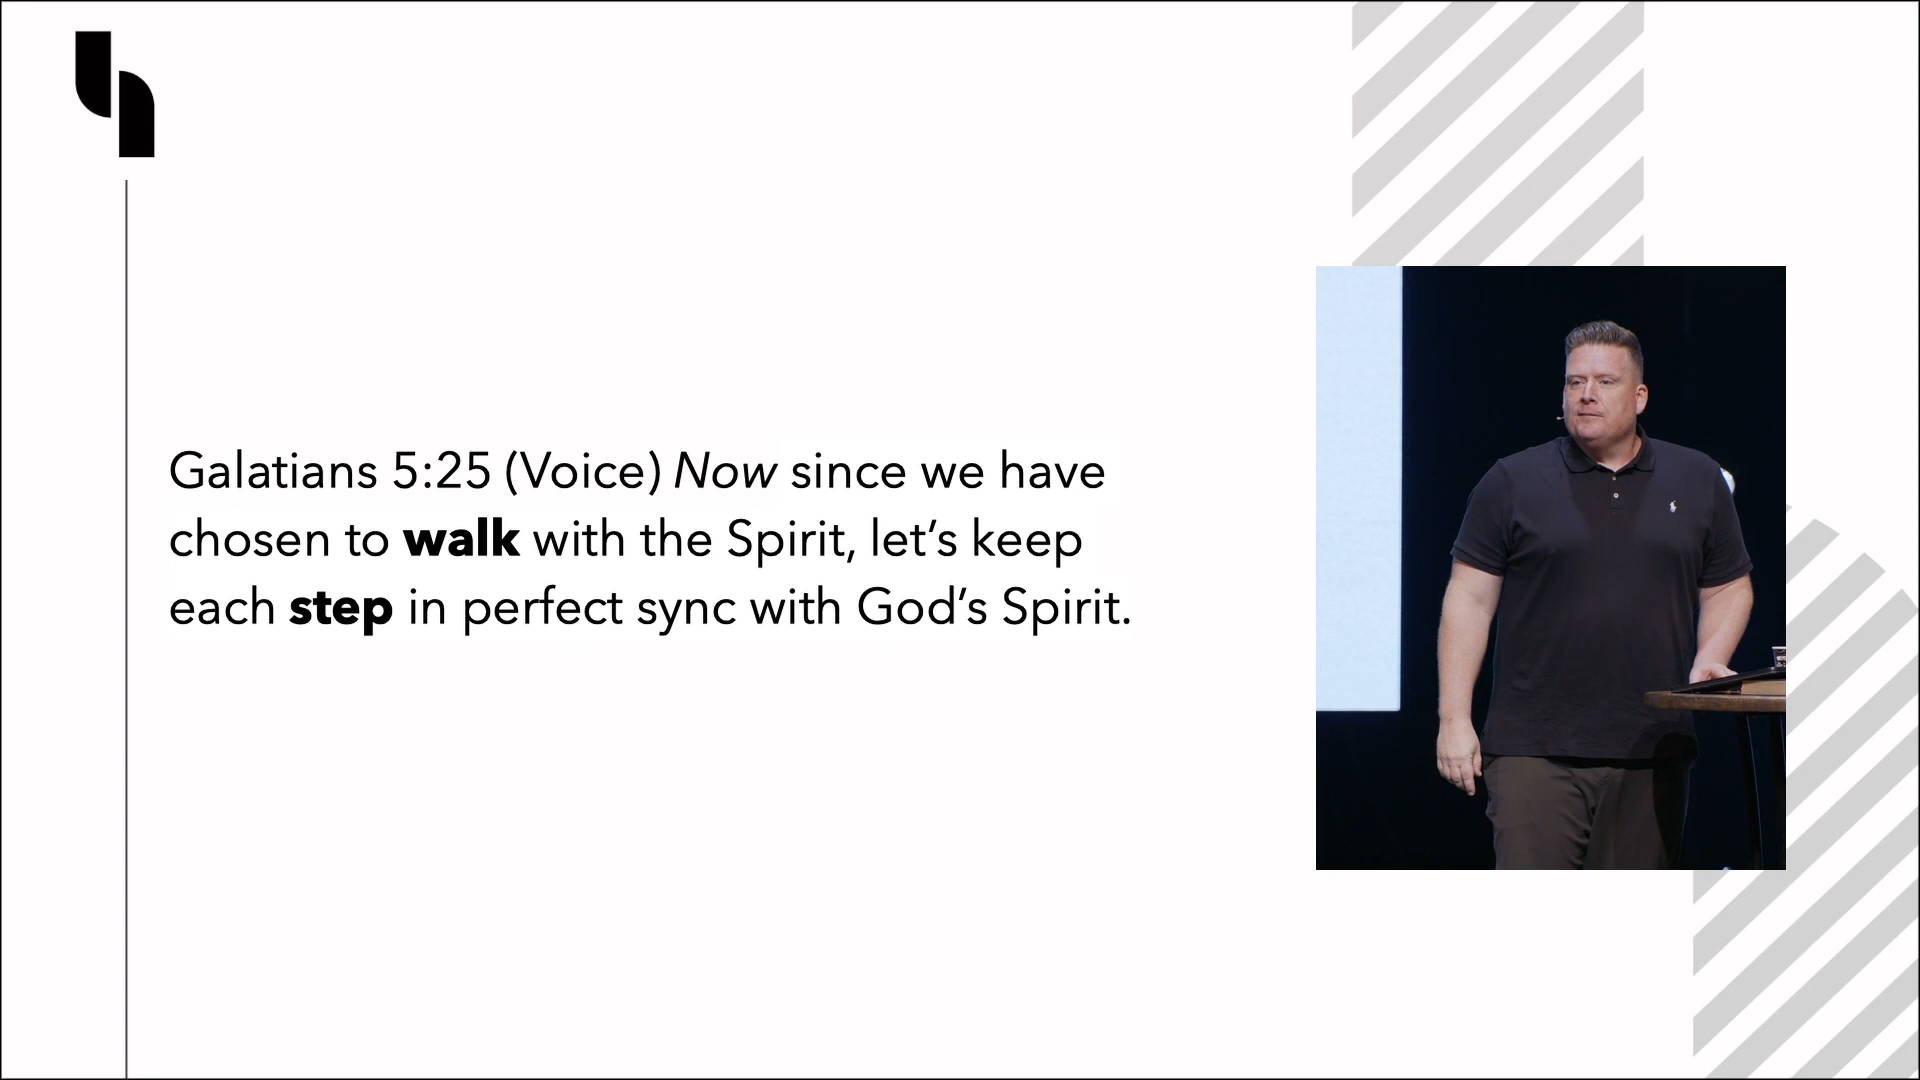 Galatians 5:25 (Voice) Now since we have
chosen to walk with the Spirit, let’s keep
each step in perfect sync with God’s Spirit.